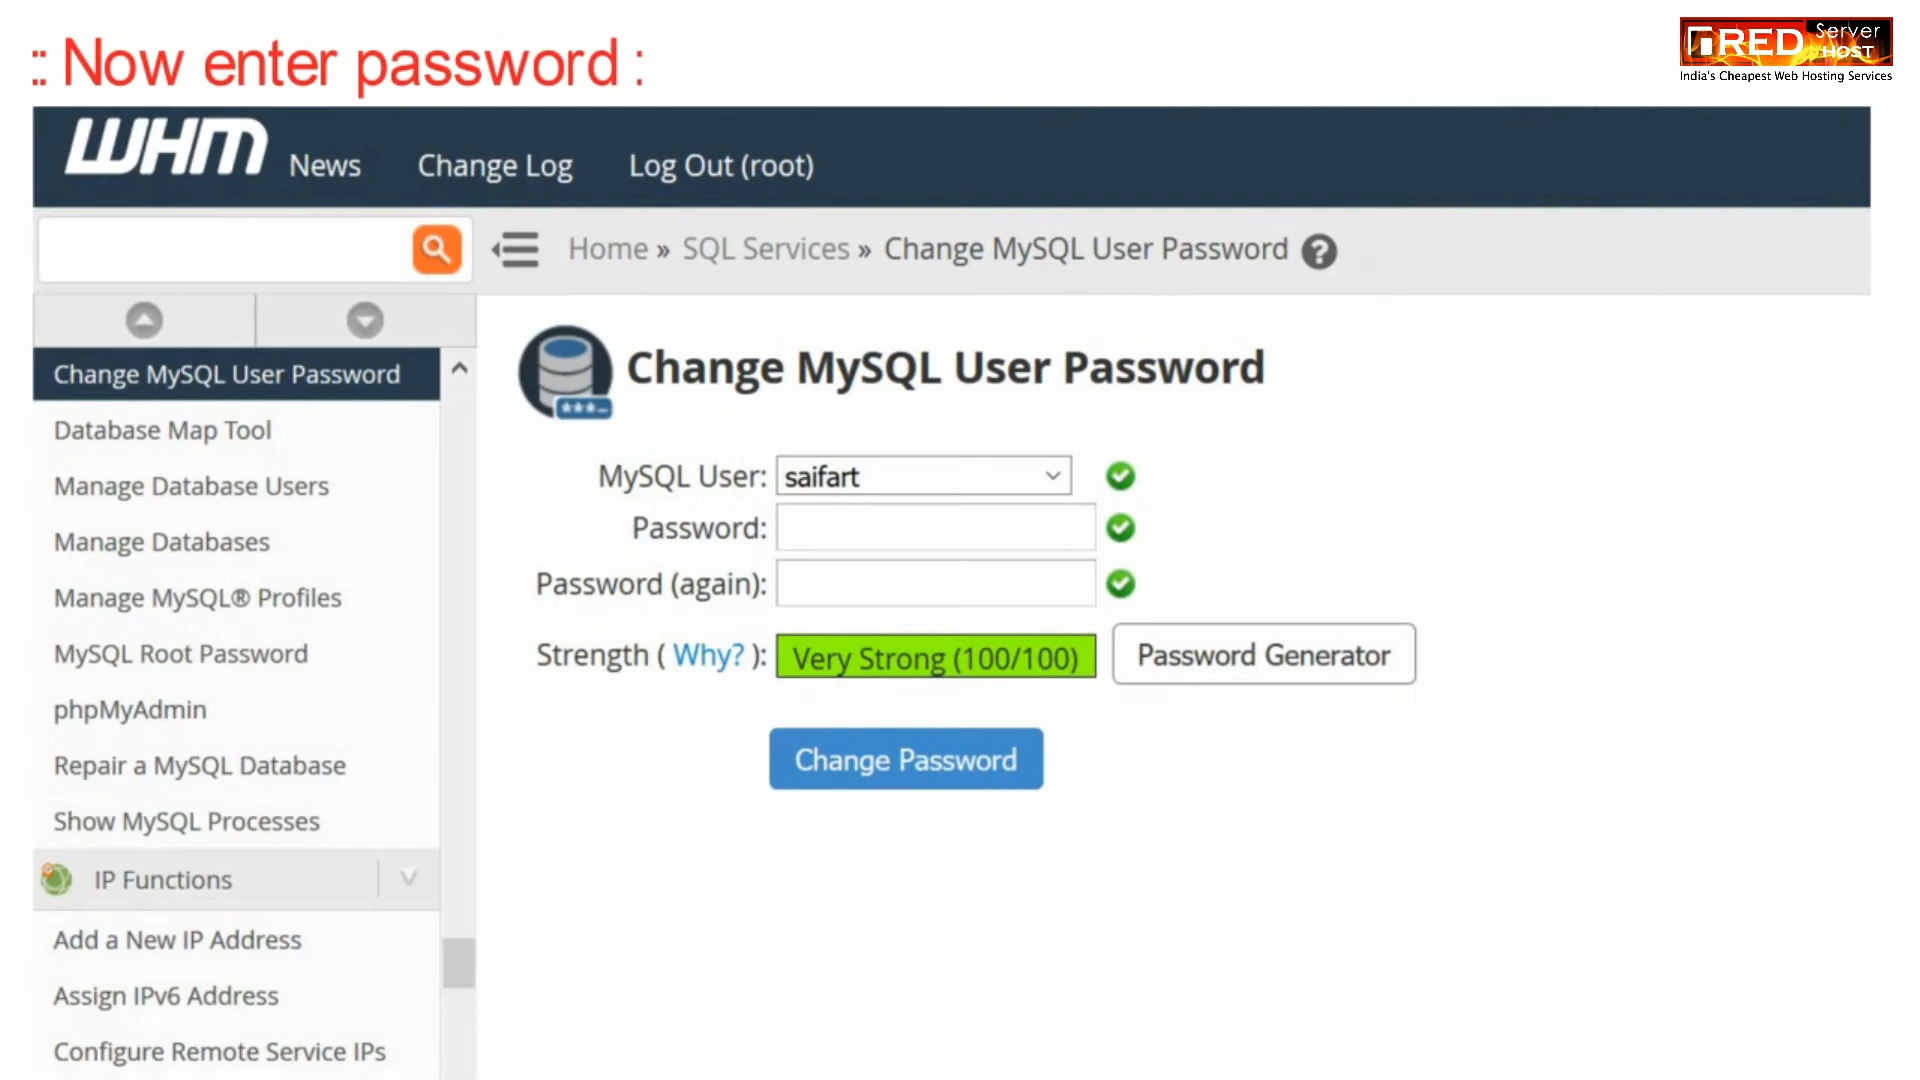 :: Now enter password :
RED Server
HOST
India's Cheapest Web Hosting Services
WHM News Change Log Log Out (root)
Home » SQL Services » Change MySQL User Password ?
Change MySQL User Password
Database Map Tool
Manage Database Users
Manage Databases
Manage MySQL® Profiles
MySQL Root Password
phpMyAdmin
Repair a MySQL Database
Show MySQL Processes
IP Functions
Add a New IP Address
Assign IPv6 Address
Configure Remote Service IPs
Change MySQL User Password
MySQL User: saifart
Password:
Password (again):
Strength ( Why? ): Very Strong (100/100) Password Generator
Change Password